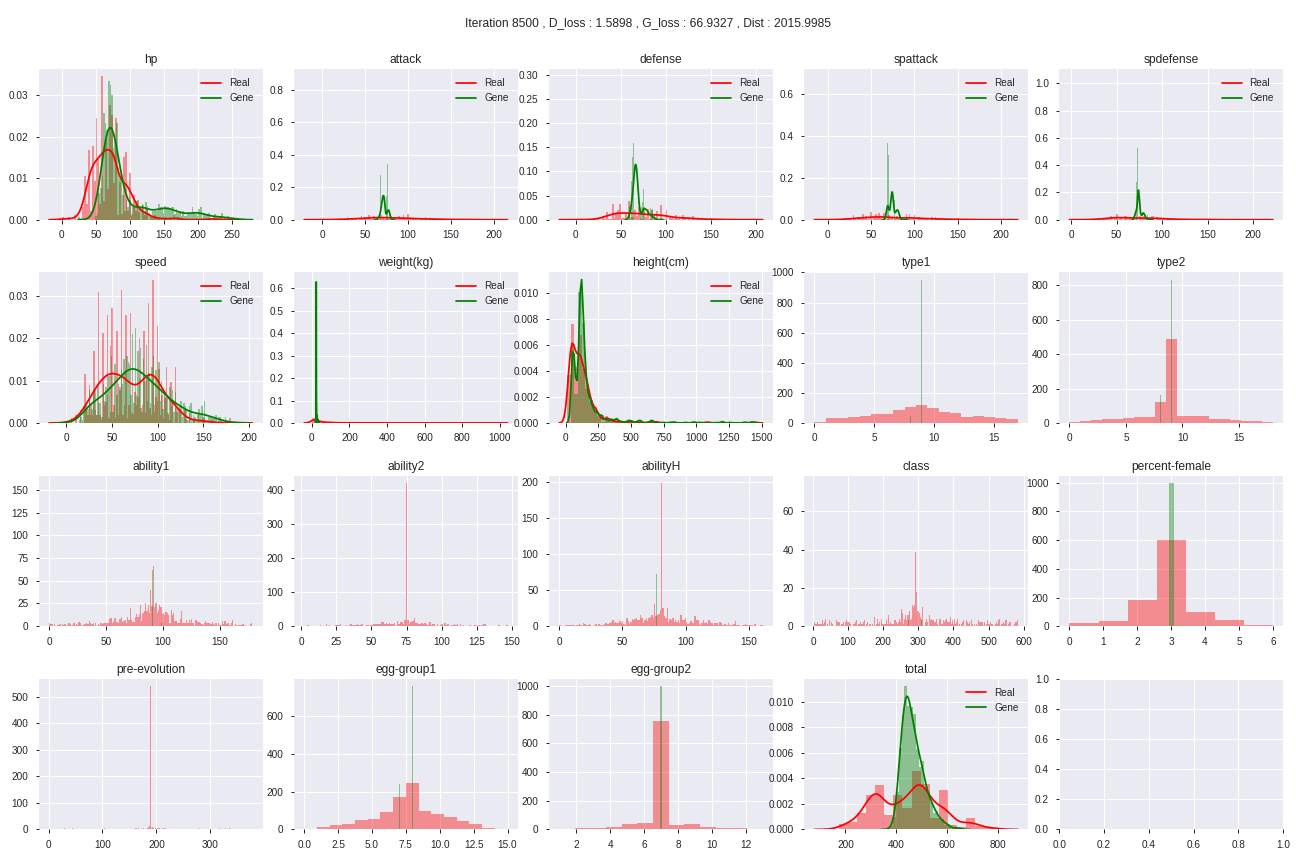 Iteration 8500 , D_loss : 1.5898 , G_loss : 66.9327 , Dist : 2015.9985
hp attack defense spattack spdefense
Real Real Real Real Real
Gene Gene Gene Gene Gene
0.03 0.02 0.01 0.00
0 50 100 150 200 250
0.8 0.6 0.4 0.2 0.0
0 50 100 150 200
0.30 0.25 0.20 0.15 0.10 0.05 0.00
0 50 100 150 200
0.6 0.4 0.2 0.0
0 50 100 150 200
1.0 0.8 0.6 0.4 0.2 0.0
0 50 100 150 200
speed weight(kg) height(cm) type1 type2
Real Real Real
Gene Gene Gene
0.03 0.02 0.01 0.00
0 50 100 150 200
0.6 0.5 0.4 0.3 0.2 0.1 0.0
0 200 400 600 800 1000
0.010 0.008 0.006 0.004 0.002 0.000
0 250 500 750 1000 1250 1500
1000 800 600 400 200 0
0 5 10 15
800 600 400 200 0
0 5 10 15
ability1 ability2 abilityH class percent-female
150 125 100 75 50 25 0
0 50 100 150
400 300 200 100 0
0 25 50 75 100 125 150
200 150 100 50 0
0 50 100 150
60 40 20 0
0 100 200 300 400 500 600
1000 800 600 400 200 0
0 1 2 3 4 5 6
pre-evolution egg-group1 egg-group2 total
Real
Gene
500 400 300 200 100 0
0 100 200 300
600 400 200 0
0.0 2.5 5.0 7.5 10.0 12.5 15.0
1000 800 600 400 200 0
2 4 6 8 10 12
0.010 0.008 0.006 0.004 0.002 0.000
200 400 600 800
1.0 0.8 0.6 0.4 0.2 0.0
0.0 0.2 0.4 0.6 0.8 1.0